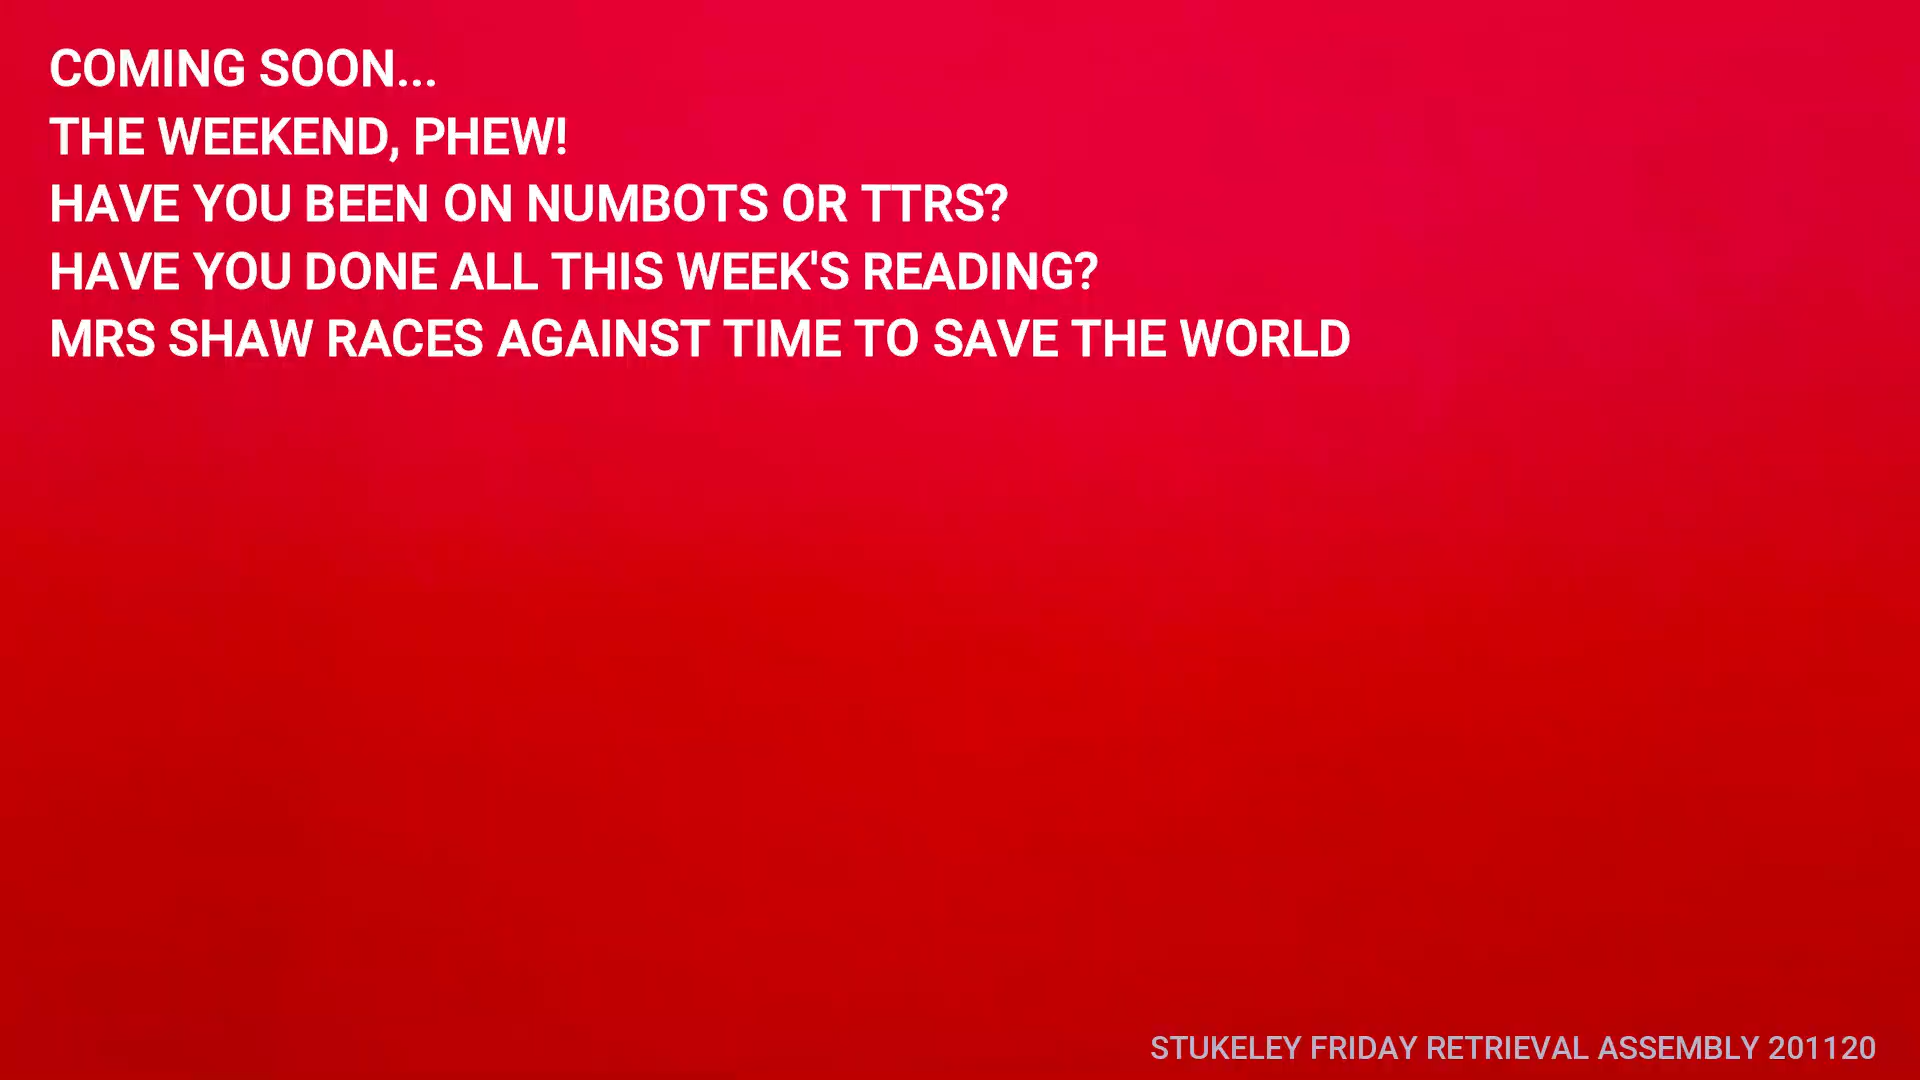 COMING SOON...
THE WEEKEND, PHEW!
HAVE YOU BEEN ON NUMBOTS OR TTRS?
HAVE YOU DONE ALL THIS WEEK'S READING?
MRS SHAW RACES AGAINST TIME TO SAVE THE WORLD
STUKELEY FRIDAY RETRIEVAL ASSEMBLY 201120